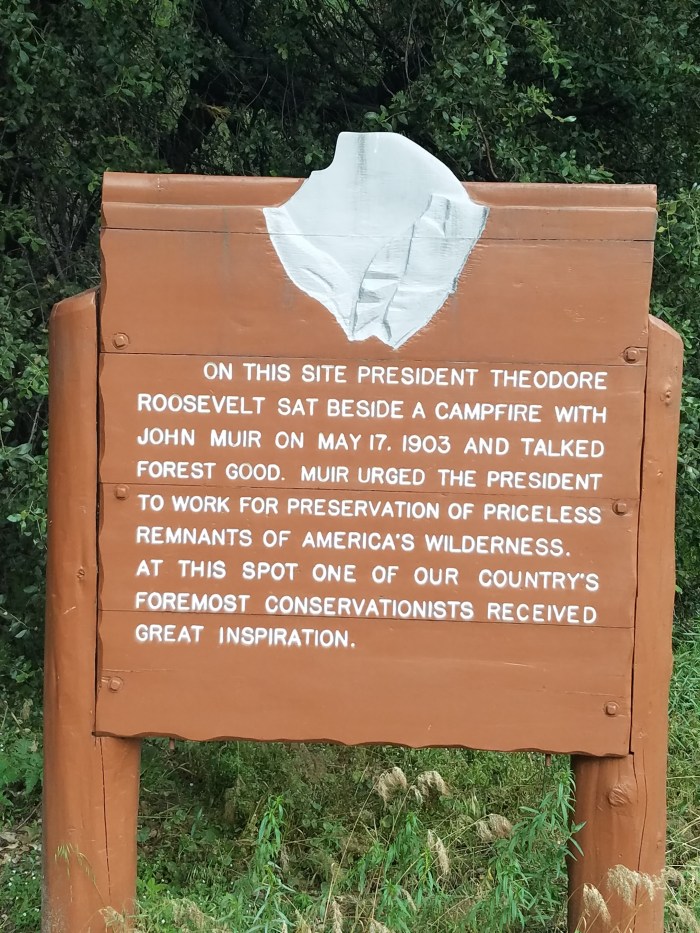 ON THIS SITE PRESIDENT THEODORE
ROOSEVELT SAT BESIDE A CAMPFIRE WITH
JOHN MUIR ON MAY 17. 1903 AND TALKED
FOREST GOOD. MUIR URGED THE PRESIDENT
TO WORK FOR PRESERVATION OF PRICELESS
REMNANTS OF AMERICA'S WILDERNESS.
AT THIS SPOT ONE OF OUR COUNTRY'S
FOREMOST CONSERVATIONISTS RECEIVED
GREAT INSPIRATION.